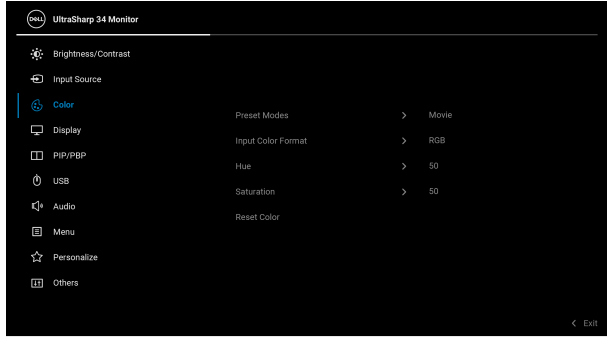 DELL UltraSharp 34 Monitor
Brightness/Contrast
Input Source
Color
Preset Modes > Movie
Display
Input Color Format > RGB
PIP/PBP
Hue > 50
USB
Saturation > 50
Audio
Reset Color
Menu
Personalize
Others
< Exit